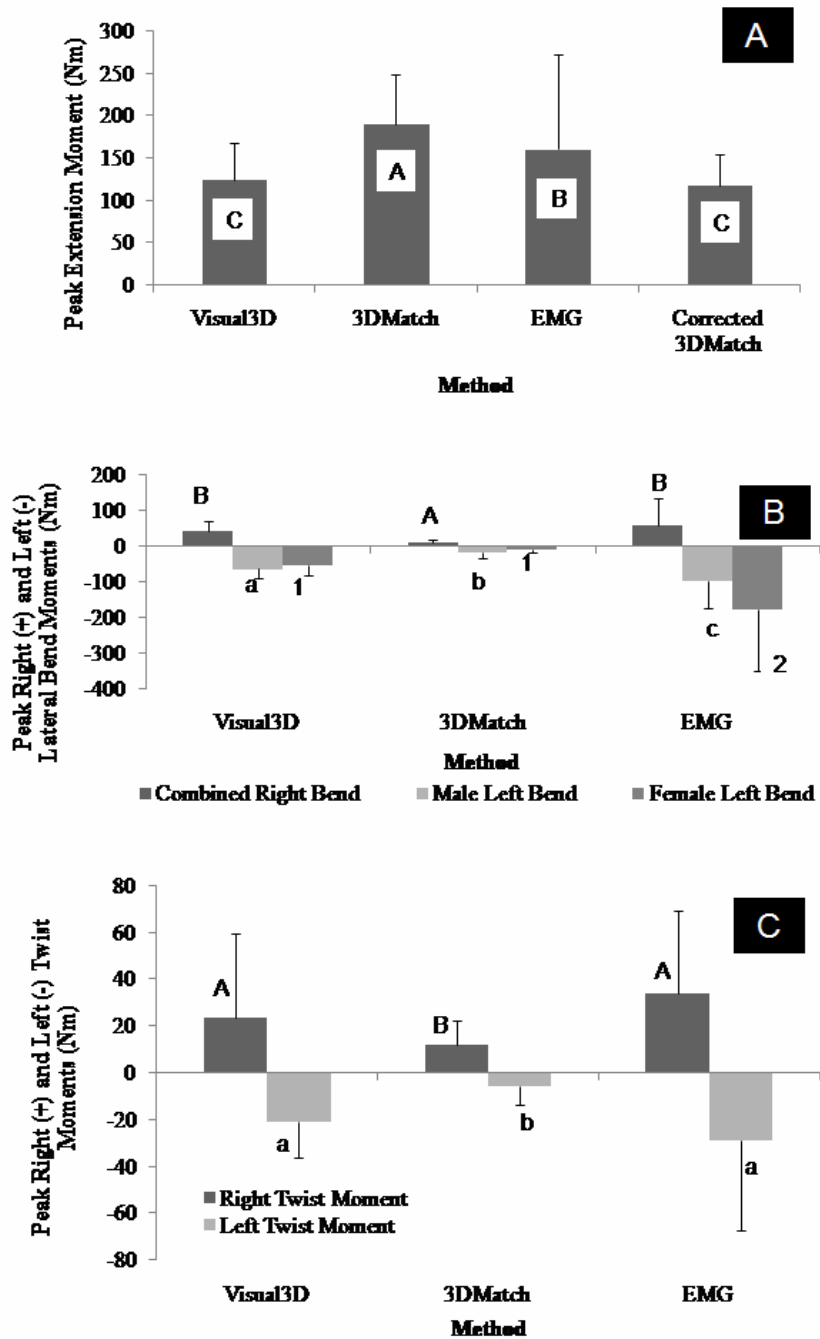 A
Peak Extension Moment (Nm)
300
250
200
150
100
50
0
C
A
B
C
Visual3D
3DMatch
EMG
Corrected
3DMatch
Method
B
Peak Right (+) and Left (-)
Lateral Bend Moments (Nm)
200
100
0
-100
-200
-300
-400
B
a
1
A
b
1
B
c
2
Visual3D
3DMatch
EMG
Method
Combined Right Bend
Male Left Bend
Female Left Bend
C
Peak Right (+) and Left (-) Twist
Moments (Nm)
80
60
40
20
0
-20
-40
-60
-80
A
a
B
b
A
a
Right Twist Moment
Left Twist Moment
Visual3D
3DMatch
EMG
Method